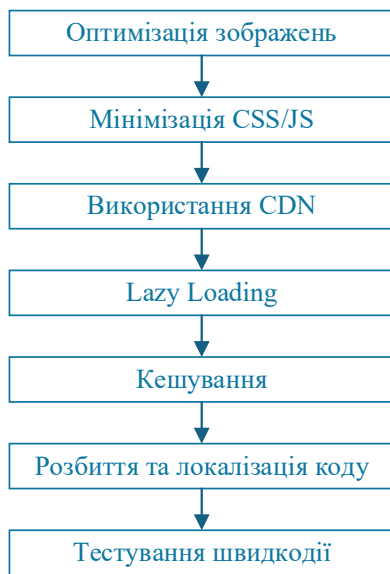 Оптимізація зображень
Мінімізація CSS/JS
Використання CDN
Lazy Loading
Кешування
Розбиття та локалізація коду
Тестування швидкодії